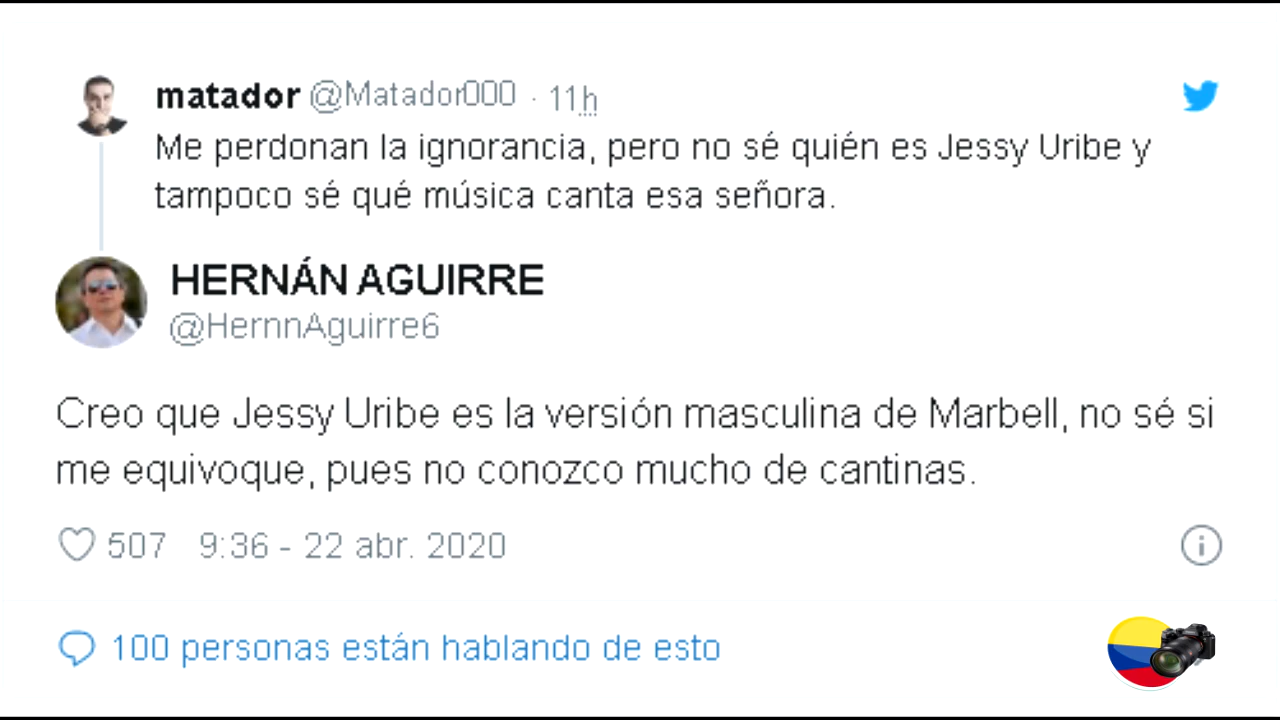 matador @Matador000 · 11h
Me perdonan la ignorancia, pero no sé quién es Jessy Uribe y
tampoco sé qué música canta esa señora.
HERNÁN AGUIRRE
@HernnAguirre6
Creo que Jessy Uribe es la versión masculina de Marbell, no sé si
me equivoque, pues no conozco mucho de cantinas.
507 9:36 - 22 abr. 2020
100 personas están hablando de esto